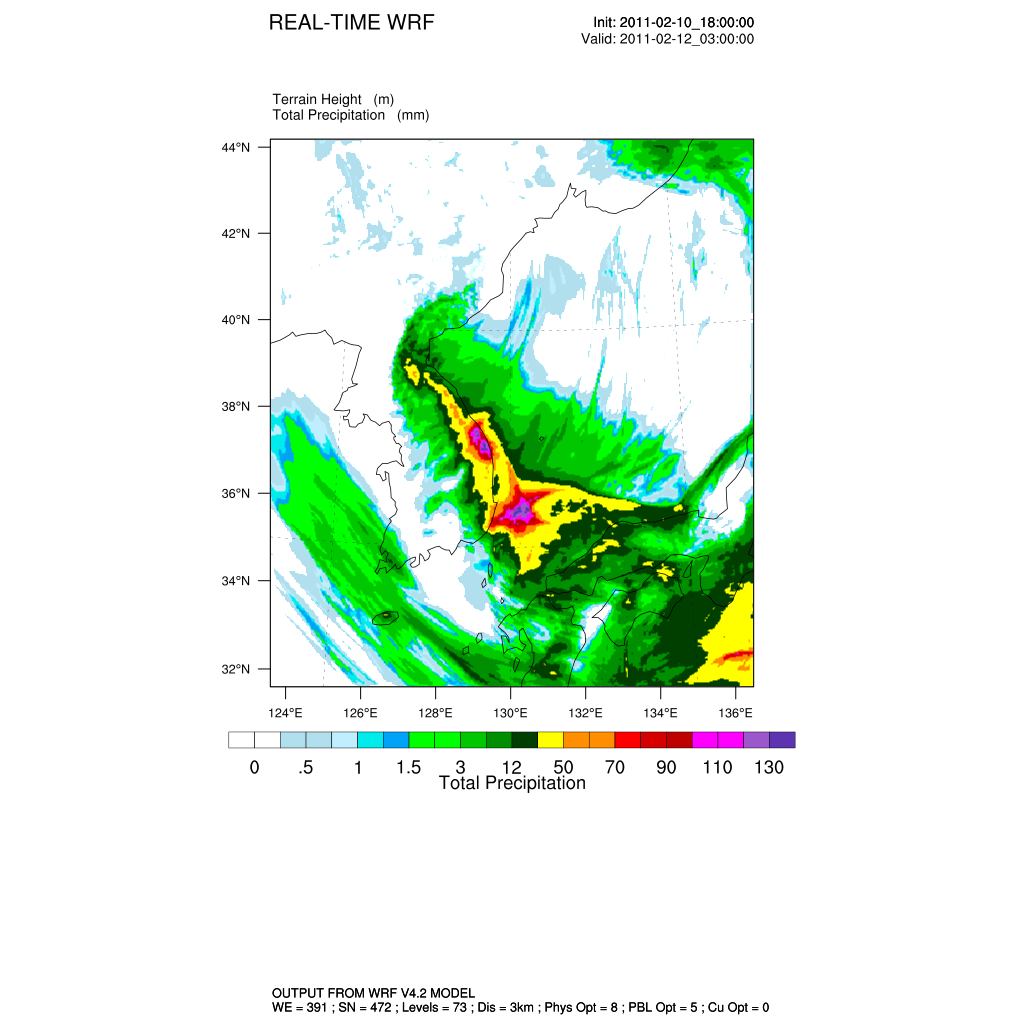 REAL-TIME WRF
Init: 2011-02-10_18:00:00
Valid: 2011-02-12_03:00:00
Terrain Height (m)
Total Precipitation (mm)
44°N
42°N
40°N
38°N
36°N
34°N
32°N
124°E 126°E 128°E 130°E 132°E 134°E 136°E
0 .5 1 1.5 3 12 50 70 90 110 130
Total Precipitation
OUTPUT FROM WRF V4.2 MODEL
WE = 391 ; SN = 472 ; Levels = 73 ; Dis = 3km ; Phys Opt = 8 ; PBL Opt = 5 ; Cu Opt = 0